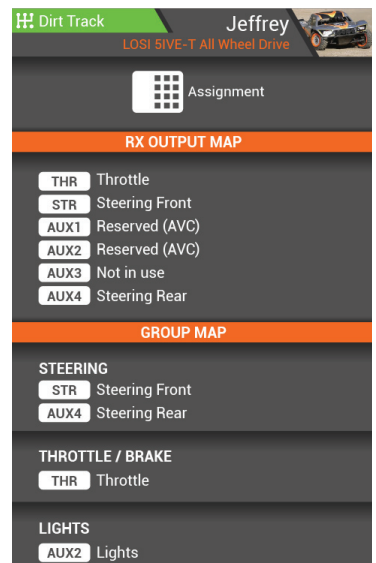 Dirt Track
Jeffrey
LOSI 5IVE-T All Wheel Drive
Assignment
RX OUTPUT MAP
THR Throttle
STR Steering Front
AUX1 Reserved (AVC)
AUX2 Reserved (AVC)
AUX3 Not in use
AUX4 Steering Rear
GROUP MAP
STEERING
STR Steering Front
AUX4 Steering Rear
THROTTLE / BRAKE
THR Throttle
LIGHTS
AUX2 Lights